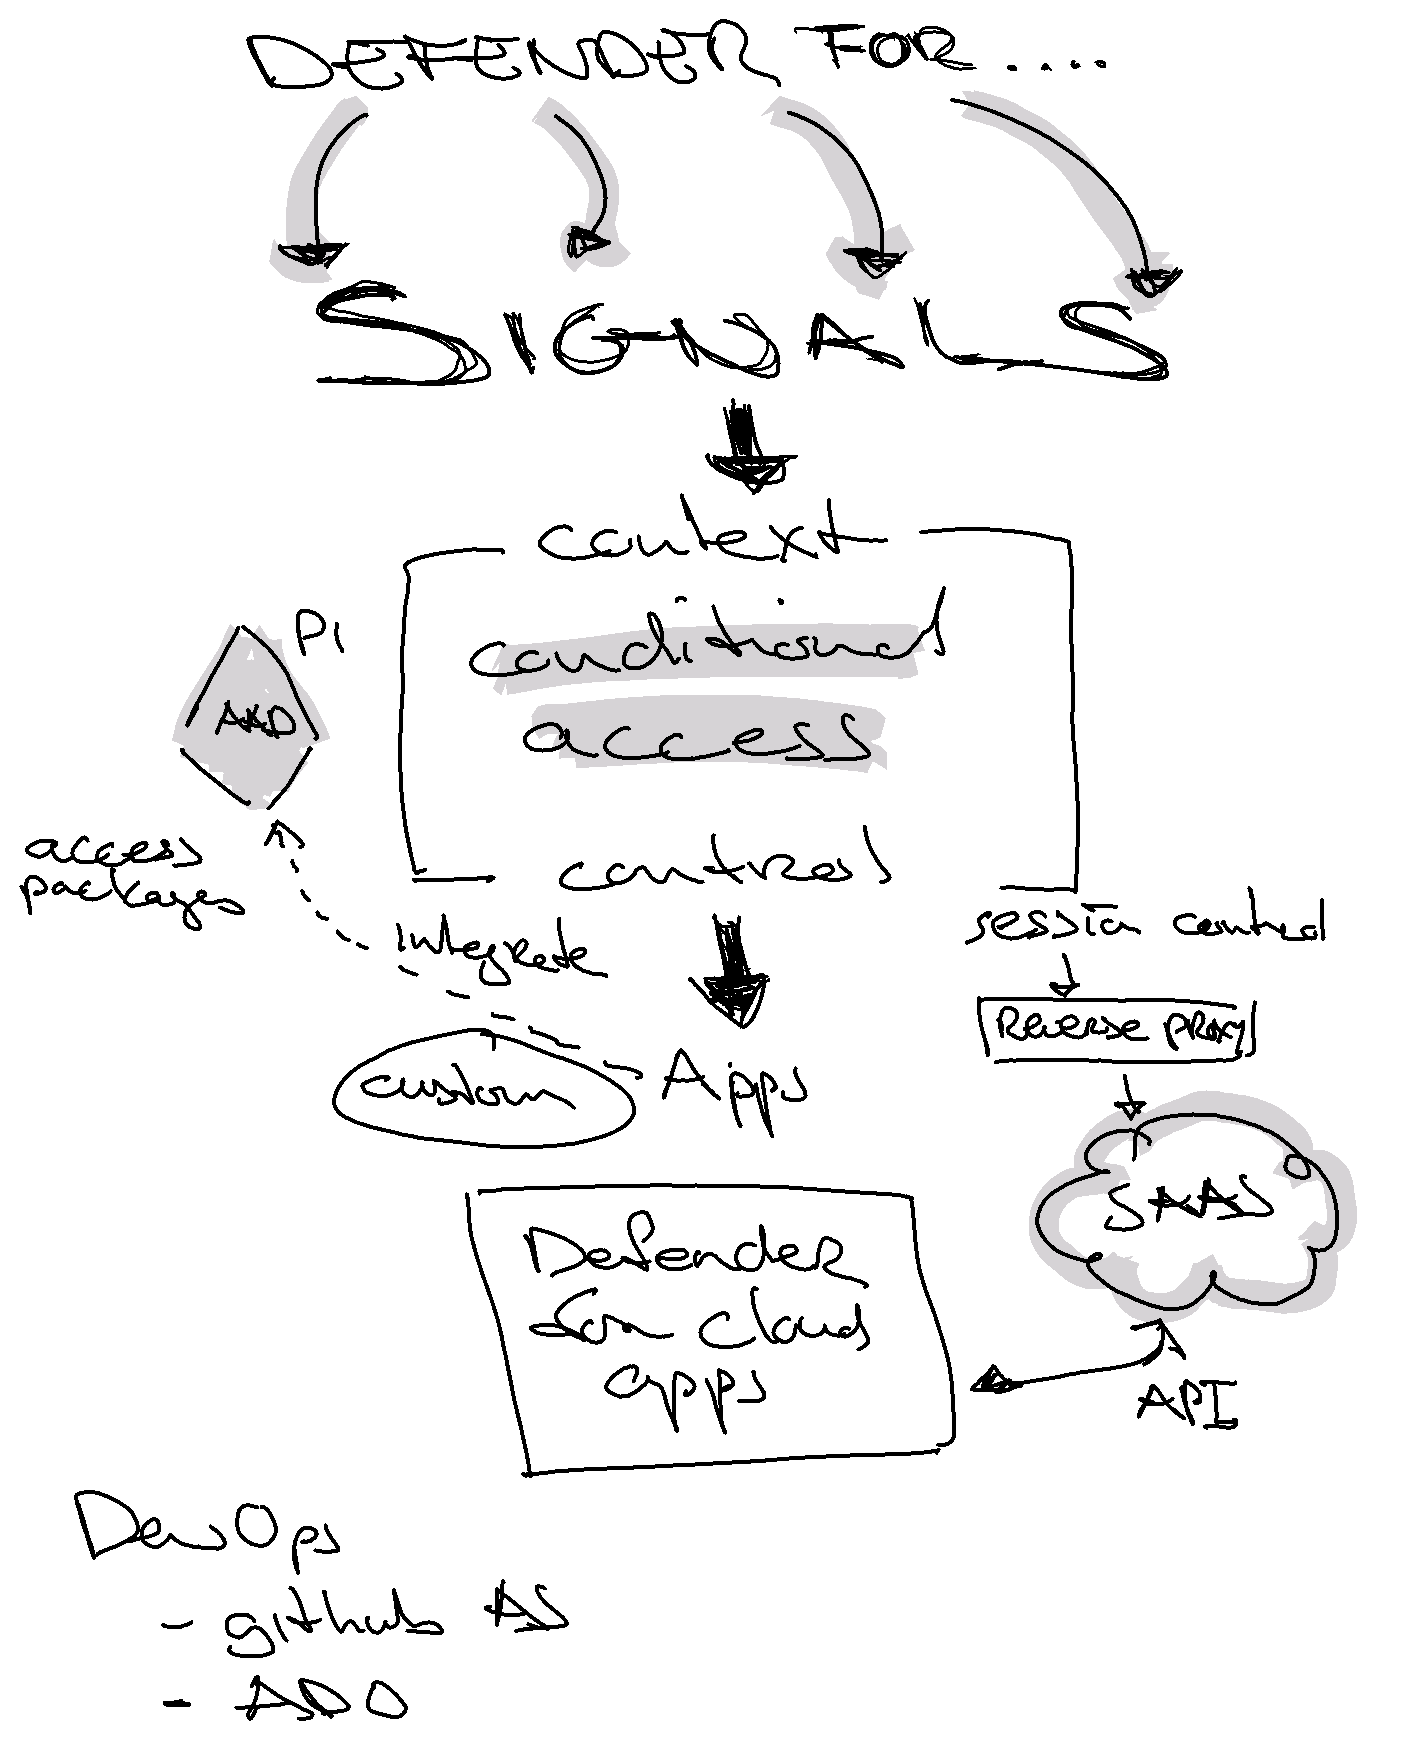 DEFENDER FOR.....
SIGNALS
context
conditional
access
control
P1
AAD
access
packages
integrate
session control
Reverse proxy
custom
Apps
SAAS
Defender
for cloud
apps
API
DevOps
- github AS
- ADO